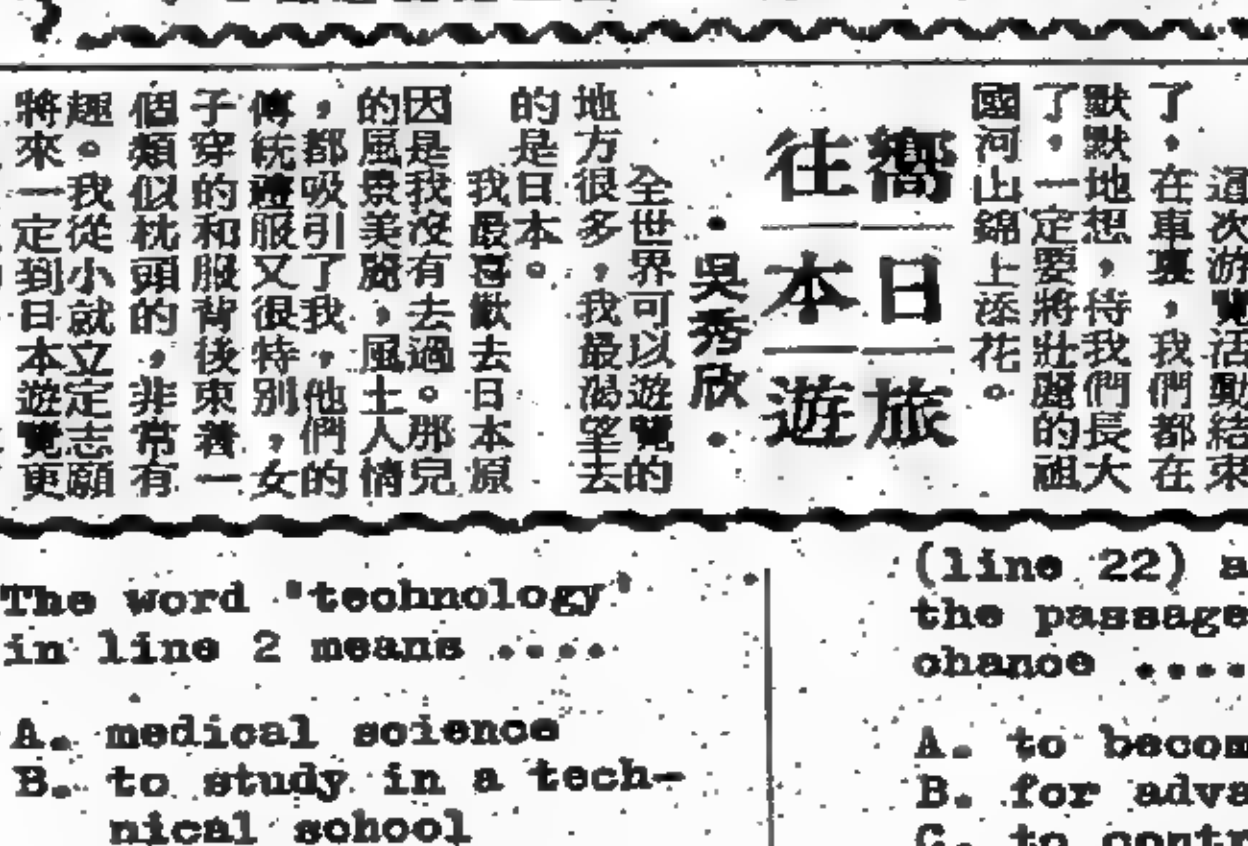 這次游覽活動結束
了。在車裏,我們都在
默默地想,待我們長大
了,一定要將壯麗的祖
國河山錦上添花。
嚮往
日本
旅遊
•吳秀欣•
全世界可以遊覽的
地方很多,我最渴望去
的是日本。
我最喜歡去日本原
因是我沒有去過。那兒
的風景美麗,風土人情
,都吸引了我,他們的
傳統禮服又很特別,女
子穿的和服背後束着一
個類似枕頭的,非常有
趣。我從小就立定志願
將來一定到日本遊覽更
The word 'technology'
in line 2 means ....
A. medical science
B. to study in a tech-
nical school
(line 22) a
the passage
chance ....
A. to becom
B. for adva
C. to contr